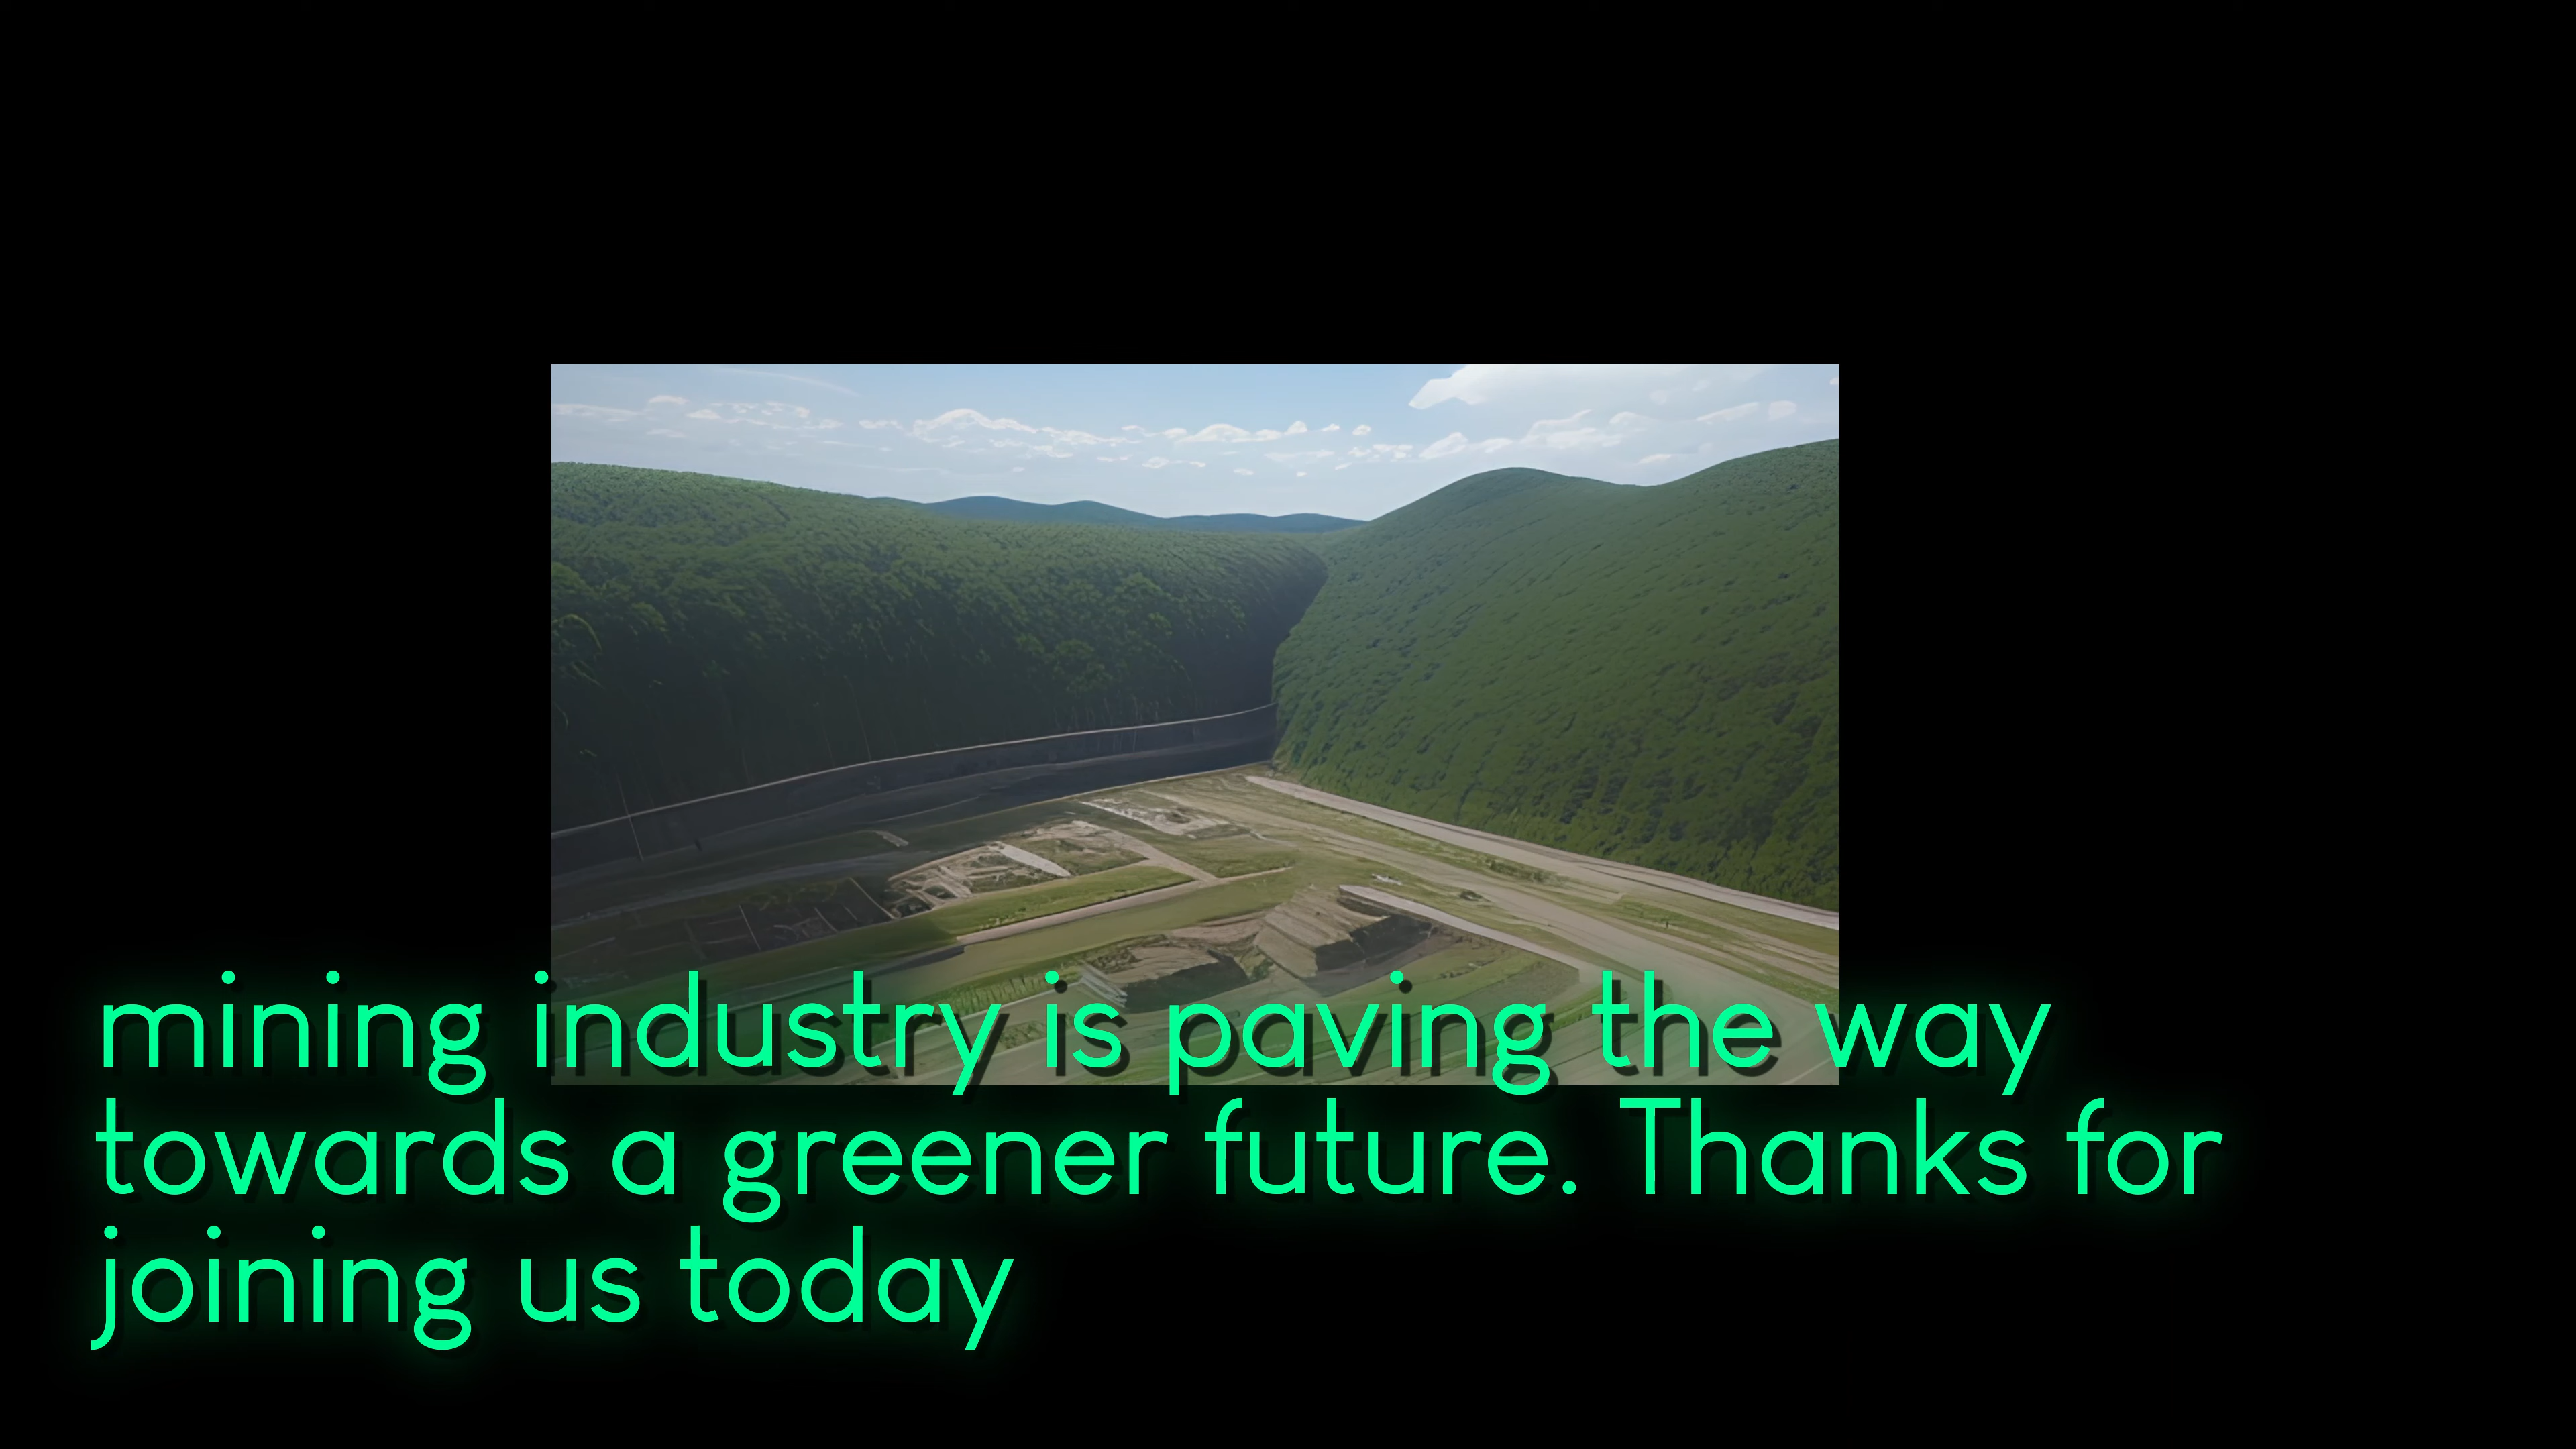 mining industry is paving the way
towards a greener future. Thanks for
joining us today